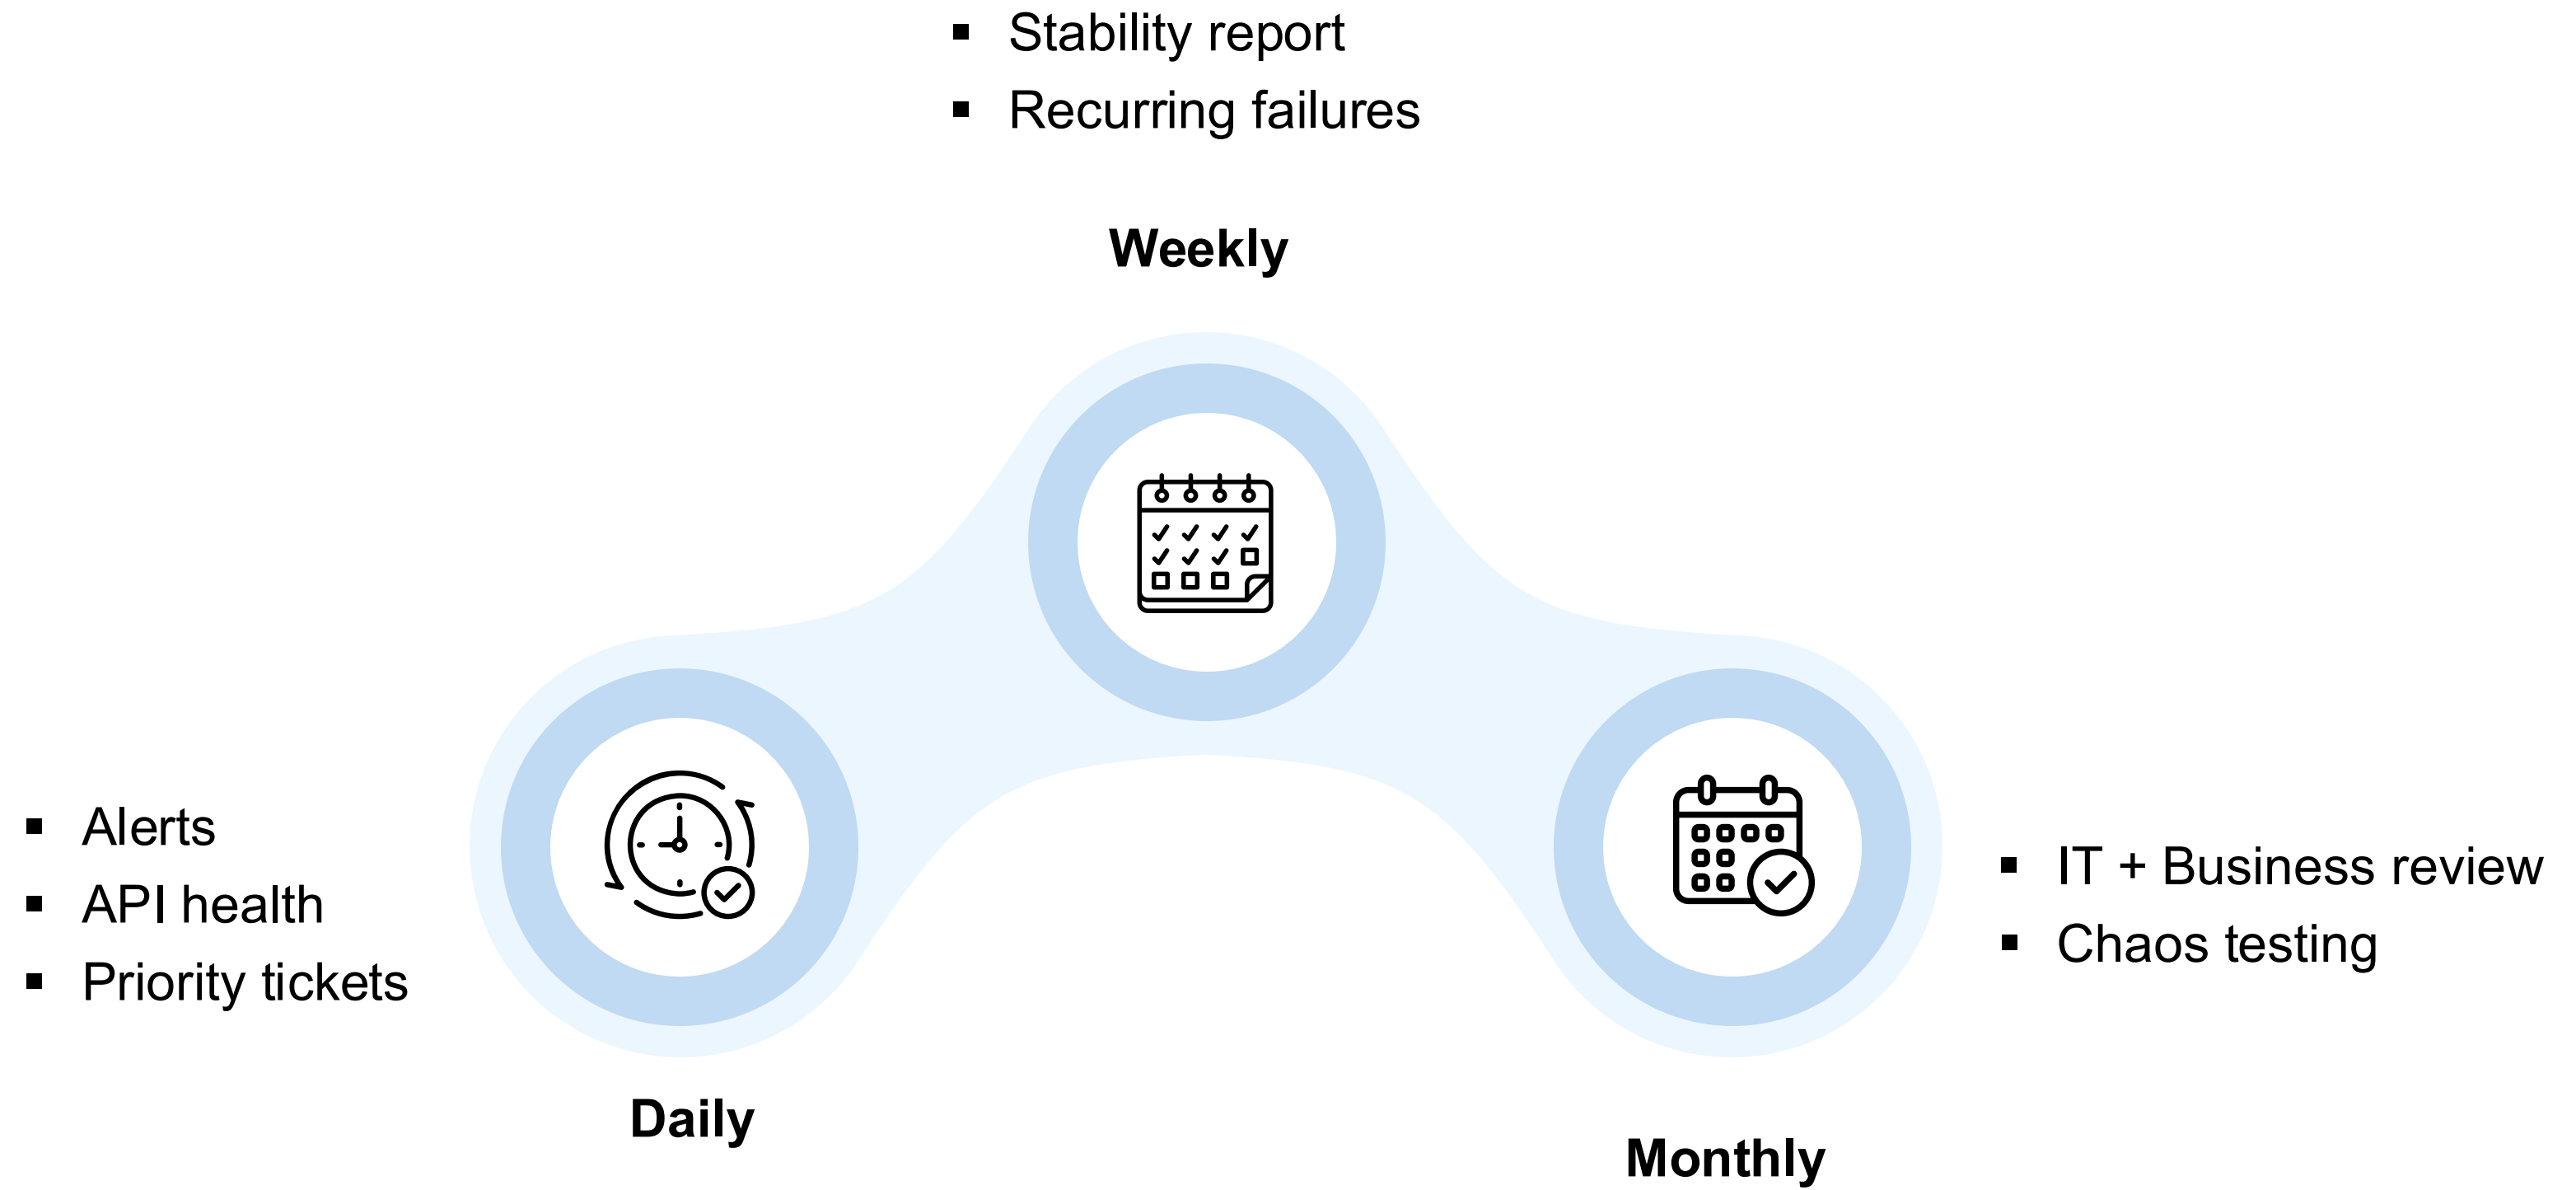 ▪ Stability report
▪ Recurring failures
Weekly
▪ Alerts
▪ API health
▪ Priority tickets
Daily
▪ IT + Business review
▪ Chaos testing
Monthly